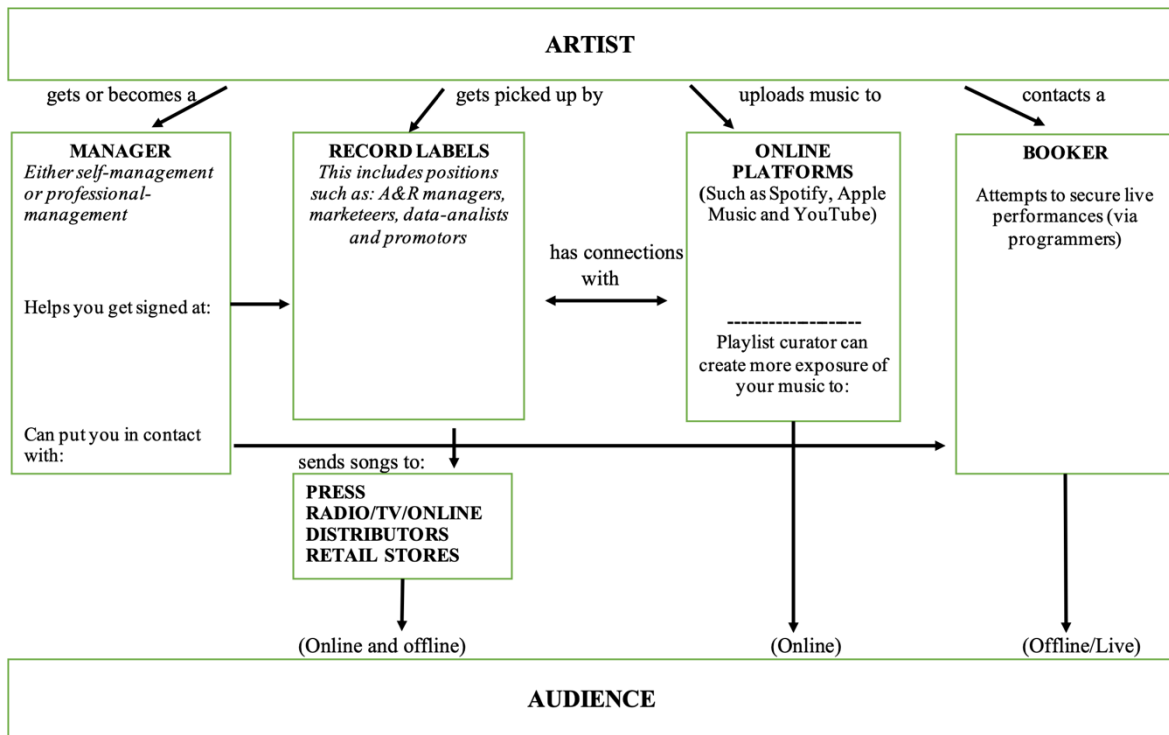 ARTIST
gets or becomes a
gets picked up by
uploads music to
contacts a
MANAGER
Either self-management
or professional-
management
Helps you get signed at:
Can put you in contact
with:
RECORD LABELS
This includes positions
such as: A&R managers,
marketeers, data-analists
and promotors
has connections
with
ONLINE
PLATFORMS
(Such as Spotify, Apple
Music and YouTube)
--------------------
Playlist curator can
create more exposure of
your music to:
BOOKER
Attempts to secure live
performances (via
programmers)
sends songs to:
PRESS
RADIO/TV/ONLINE
DISTRIBUTORS
RETAIL STORES
(Online and offline)
(Online)
(Offline/Live)
AUDIENCE